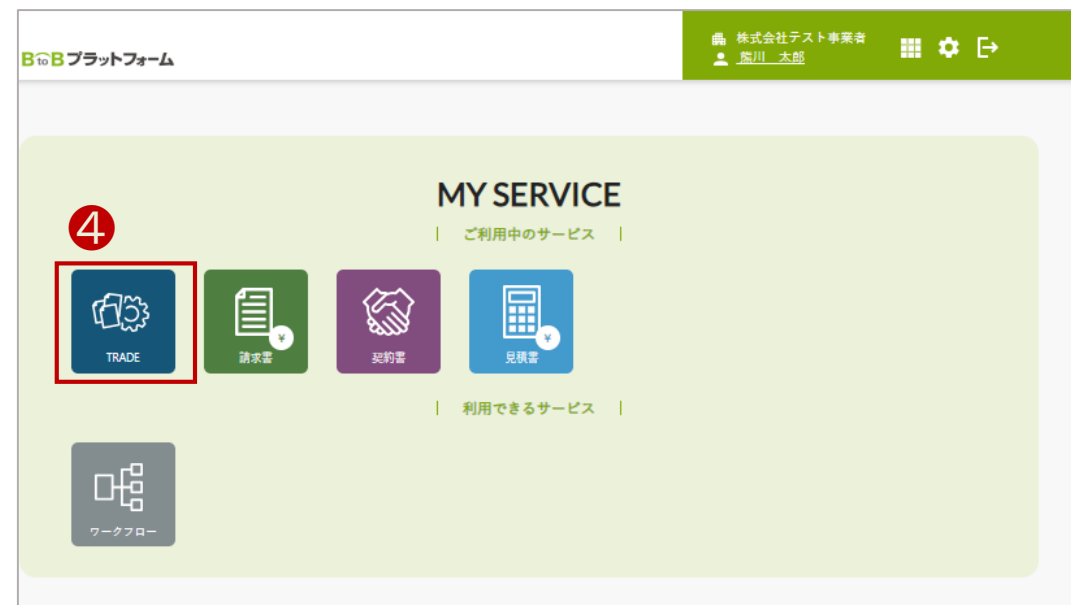 BtoBプラットフォーム
株式会社テスト事業者
熊川 太郎
MY SERVICE
ご利用中のサービス
4
TRADE
請求書
契約書
見積書
利用できるサービス
ワークフロー